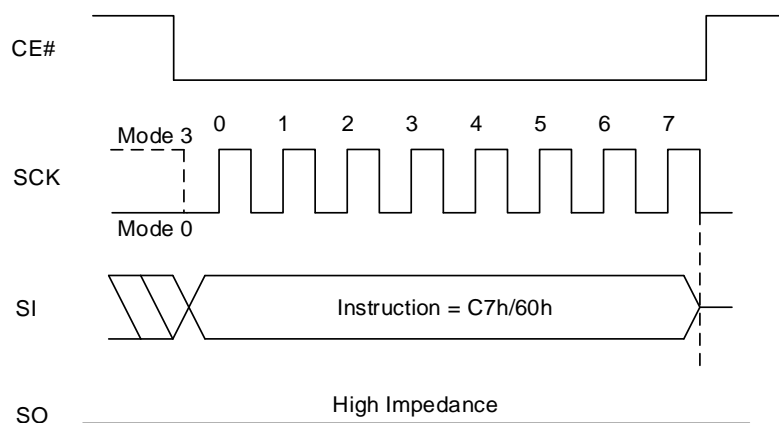 CE#
0 1 2 3 4 5 6 7
Mode 3
SCK
Mode 0
SI
Instruction = C7h/60h
High Impedance
SO